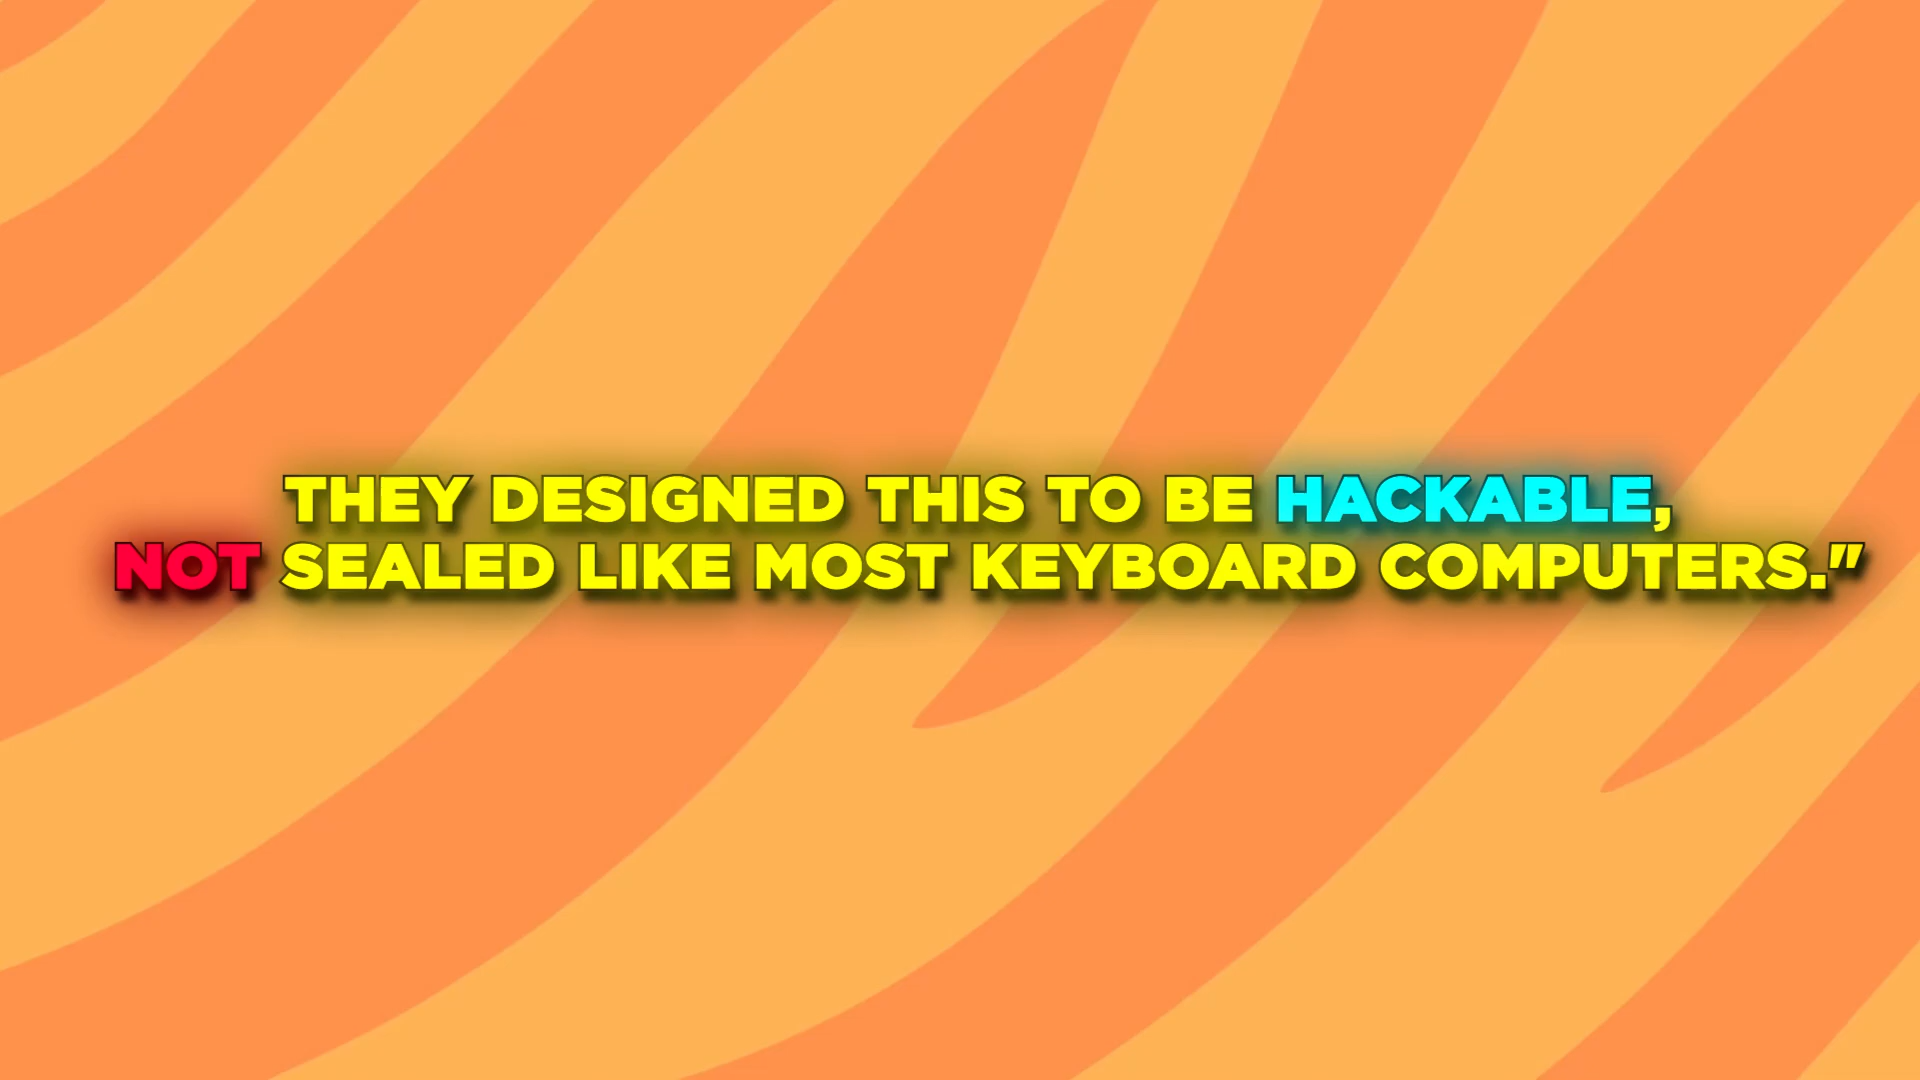 THEY DESIGNED THIS TO BE HACKABLE,
NOT SEALED LIKE MOST KEYBOARD COMPUTERS."